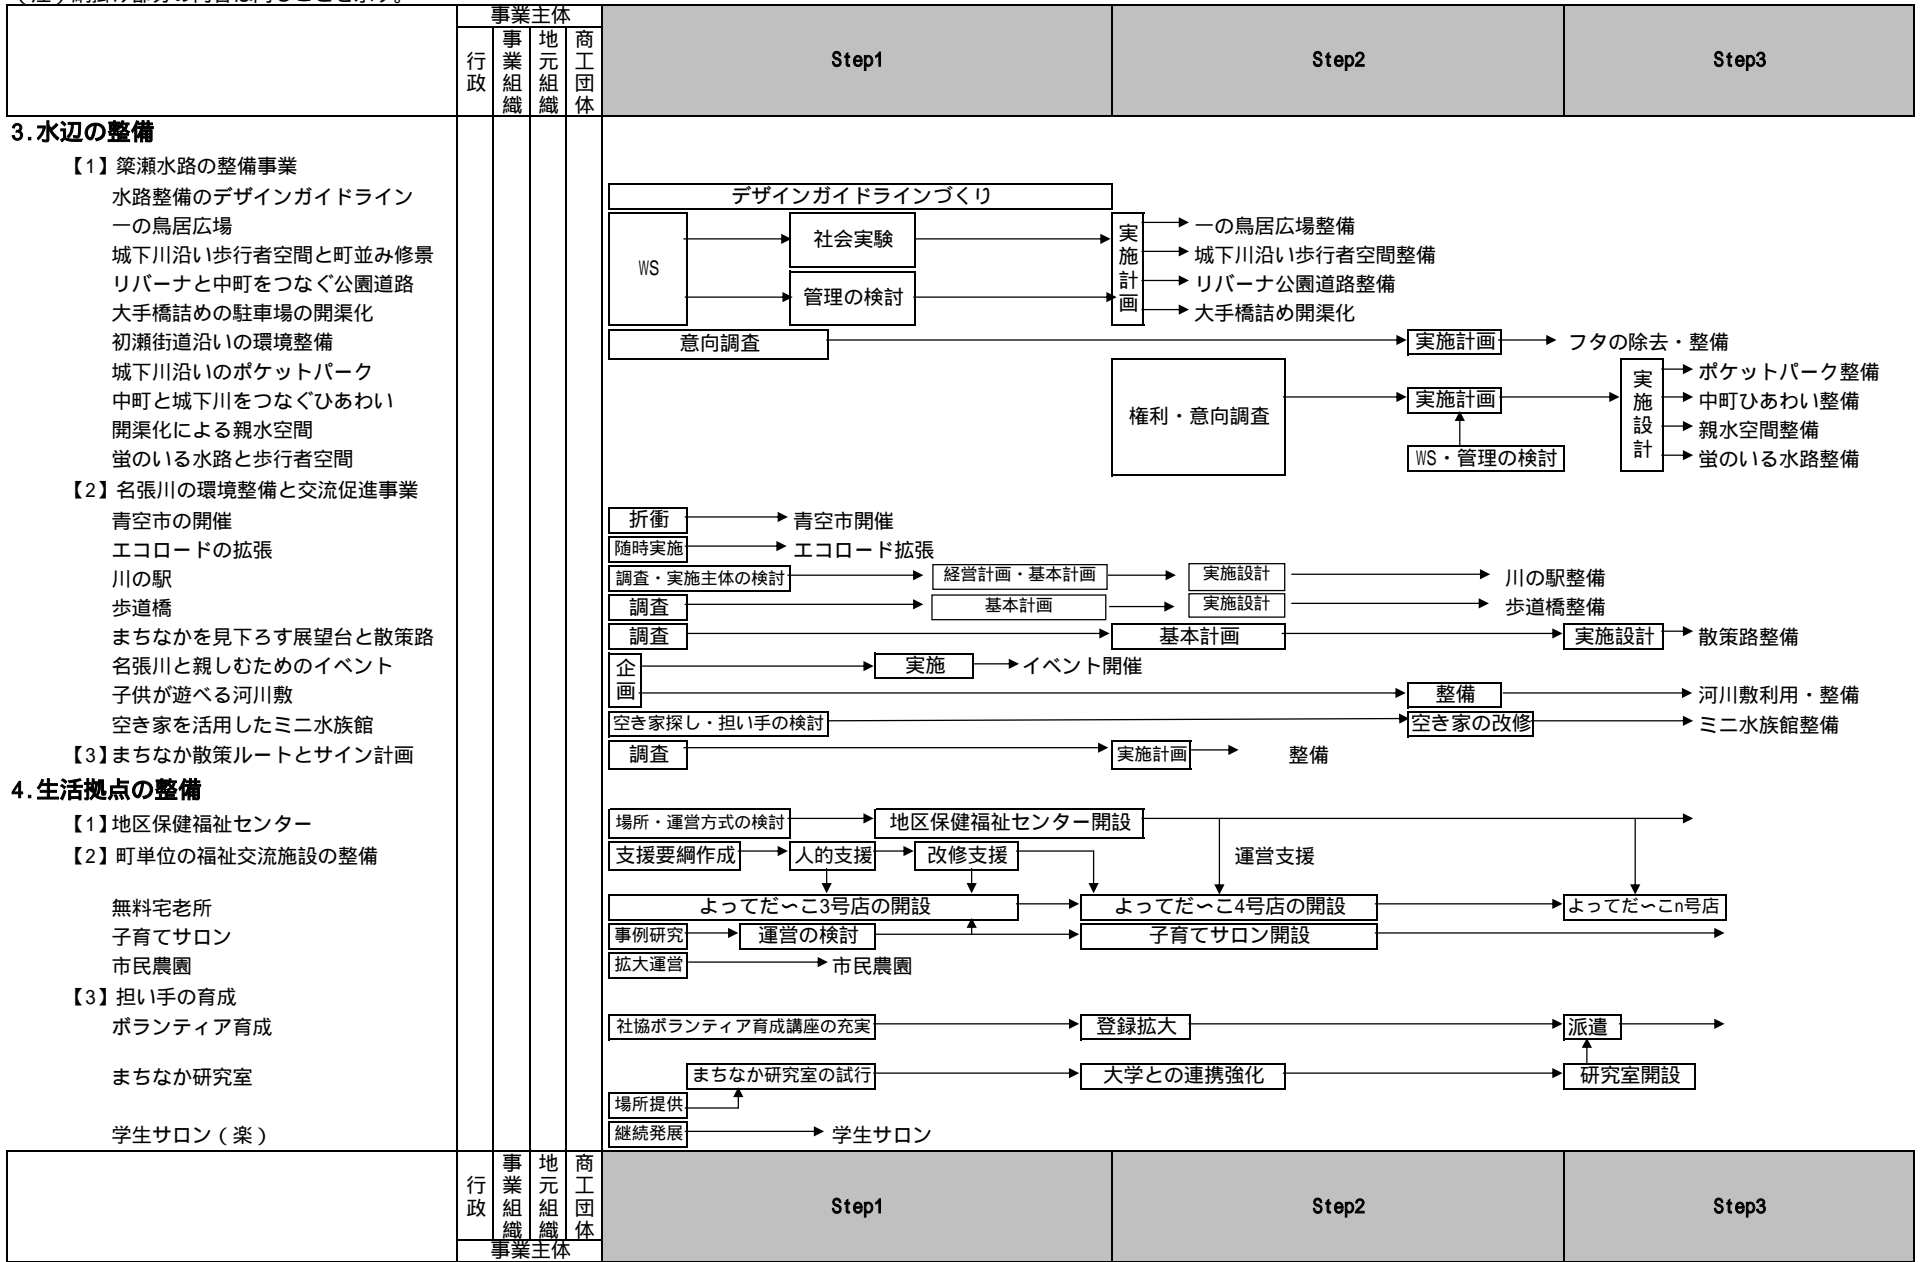 事業主体
行政 事業組織 地元組織 商工団体 Step1 Step2 Step3
3.水辺の整備
【1】簗瀬水路の整備事業
水路整備のデザインガイドライン デザインガイドラインづくり
一の鳥居広場 一の鳥居広場整備
城下川沿い歩行者空間と町並み修景 WS 社会実験 実施計画 城下川沿い歩行者空間整備
リバーナと中町をつなぐ公園道路 管理の検討 リバーナ公園道路整備
大手橋詰めの駐車場の開渠化 大手橋詰め開渠化
初瀬街道沿いの環境整備 意向調査 実施計画 フタの除去・整備
城下川沿いのポケットパーク ポケットパーク整備
中町と城下川をつなぐひあわい 権利・意向調査 実施計画 実施設計 中町ひあわい整備
開渠化による親水空間 親水空間整備
蛍のいる水路と歩行者空間 WS・管理の検討 蛍のいる水路整備
【2】名張川の環境整備と交流促進事業
青空市の開催 折衝 青空市開催
エコロードの拡張 随時実施 エコロード拡張
川の駅 調査・実施主体の検討 経営計画・基本計画 実施設計 川の駅整備
歩道橋 調査 基本計画 実施設計 歩道橋整備
まちなかを見下ろす展望台と散策路 調査 基本計画 実施設計 散策路整備
名張川と親しむためのイベント 企画 実施 イベント開催
子供が遊べる河川敷 整備 河川敷利用・整備
空き家を活用したミニ水族館 空き家探し・担い手の検討 空き家の改修 ミニ水族館整備
【3】まちなか散策ルートとサイン計画 調査 実施計画 整備
4.生活拠点の整備
【1】地区保健福祉センター 場所・運営方式の検討 地区保健福祉センター開設
【2】町単位の福祉交流施設の整備 支援要綱作成 人的支援 改修支援 運営支援
無料宅老所 よってだ〜こ3号店の開設 よってだ〜こ4号店の開設 よってだ〜こn号店
子育てサロン 事例研究 運営の検討 子育てサロン開設
市民農園 拡大運営 市民農園
【3】担い手の育成
ボランティア育成 社協ボランティア育成講座の充実 登録拡大 派遣
まちなか研究室 まちなか研究室の試行 大学との連携強化 研究室開設
場所提供
学生サロン(楽) 継続発展 学生サロン
行政 事業組織 地元組織 商工団体 Step1 Step2 Step3
事業主体